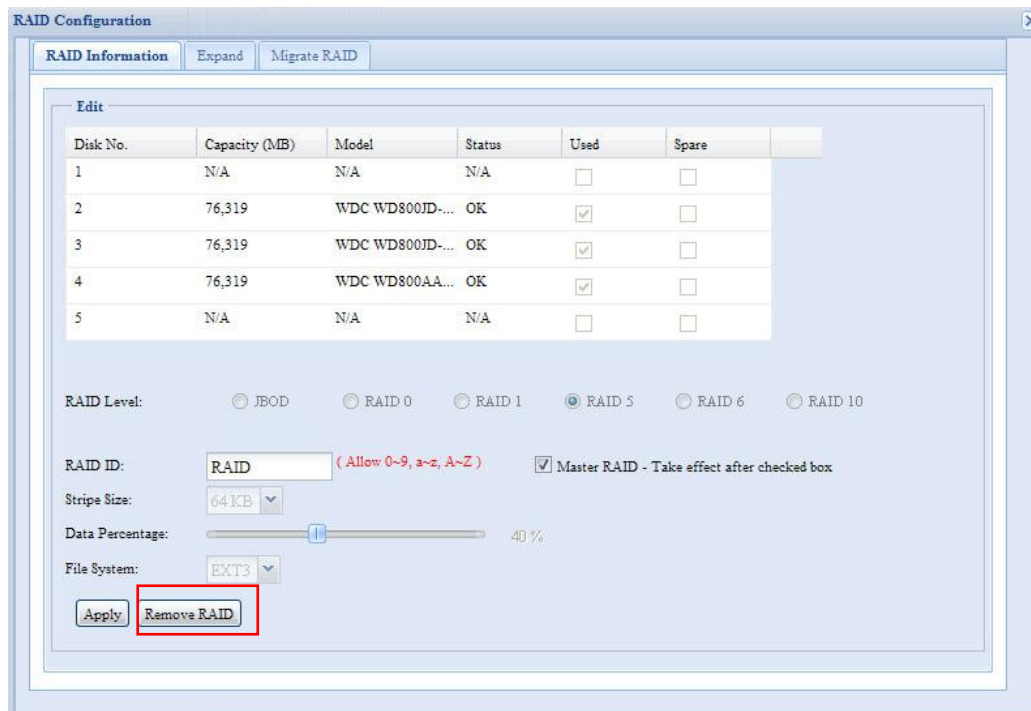 RAID Configuration
RAID Information Expand Migrate RAID
Edit
Disk No. Capacity (MB) Model Status Used Spare
1 N/A N/A N/A
2 76,319 WDC WD800JD-... OK
3 76,319 WDC WD800JD-... OK
4 76,319 WDC WD800AA... OK
5 N/A N/A N/A
RAID Level: JBOD RAID 0 RAID 1 RAID 5 RAID 6 RAID 10
RAID ID: RAID ( Allow 0~9, a~z, A~Z ) Master RAID - Take effect after checked box
Stripe Size: 64 KB
Data Percentage: 40 %
File System: EXT3
Apply Remove RAID